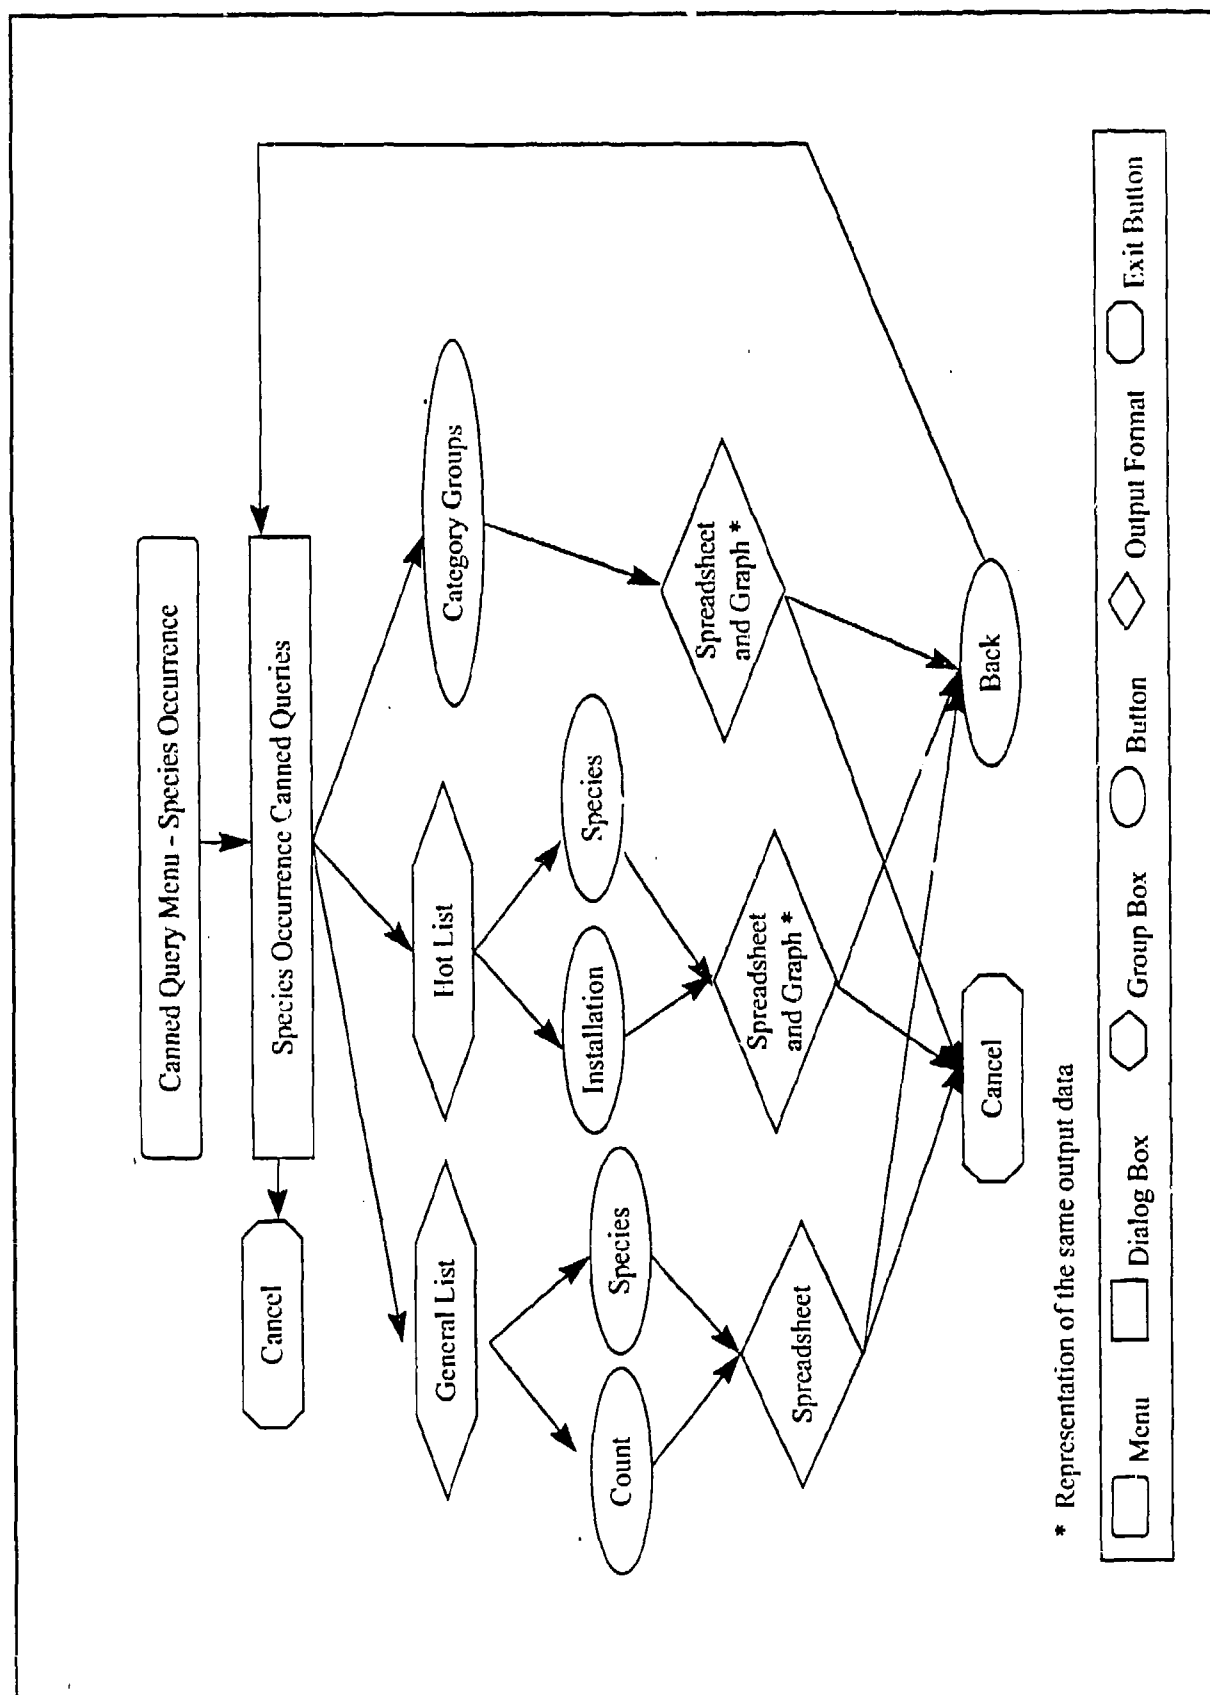 Canned Query Menu - Species Occurrence
Cancel
Species Occurrence Canned Queries
General List
Hot List
Category Groups
Count
Species
Installation
Species
Spreadsheet
Spreadsheet
and Graph *
Spreadsheet
and Graph *
Cancel
Back
* Representation of the same output data
Menu
Dialog Box
Group Box
Button
Output Format
Exit Button